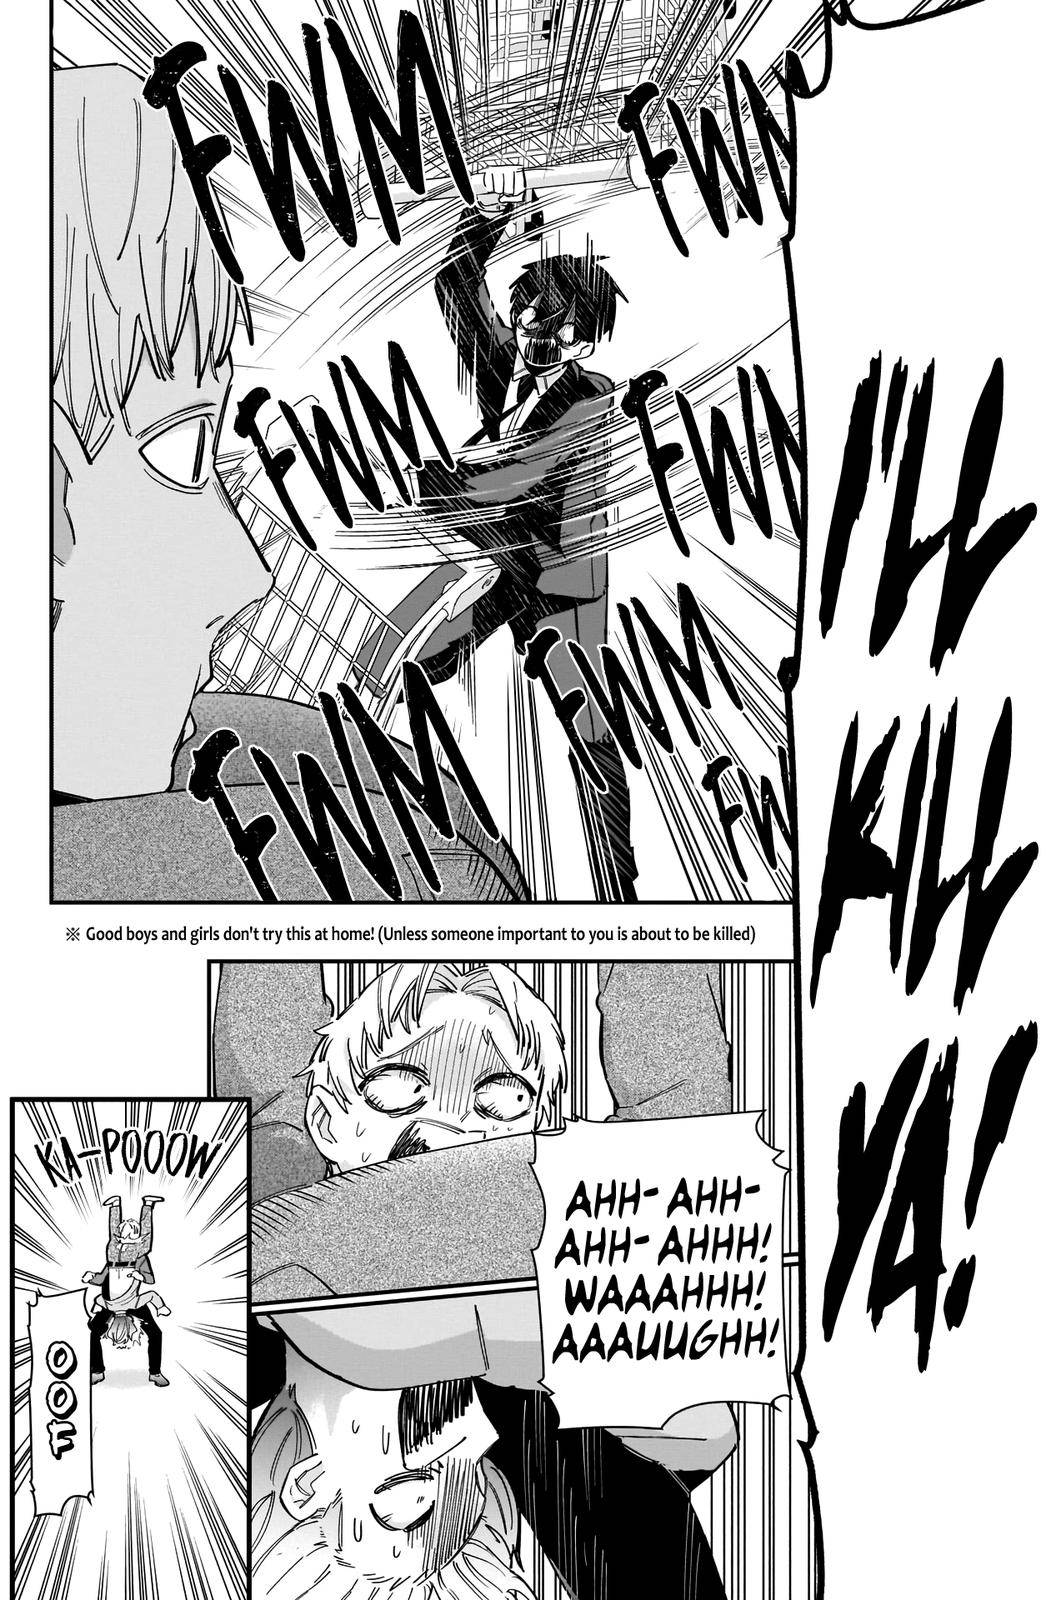 I'LL
KILL
YA!
FWM
FWM
FWM
FWM
FWM
FWM
FW
※ Good boys and girls don't try this at home! (Unless someone important to you is about to be killed)
AHH- AHH-
AHH- AHHH!
WAAAHHH!
AAAUUGHH!
KA-POOOW
OOF